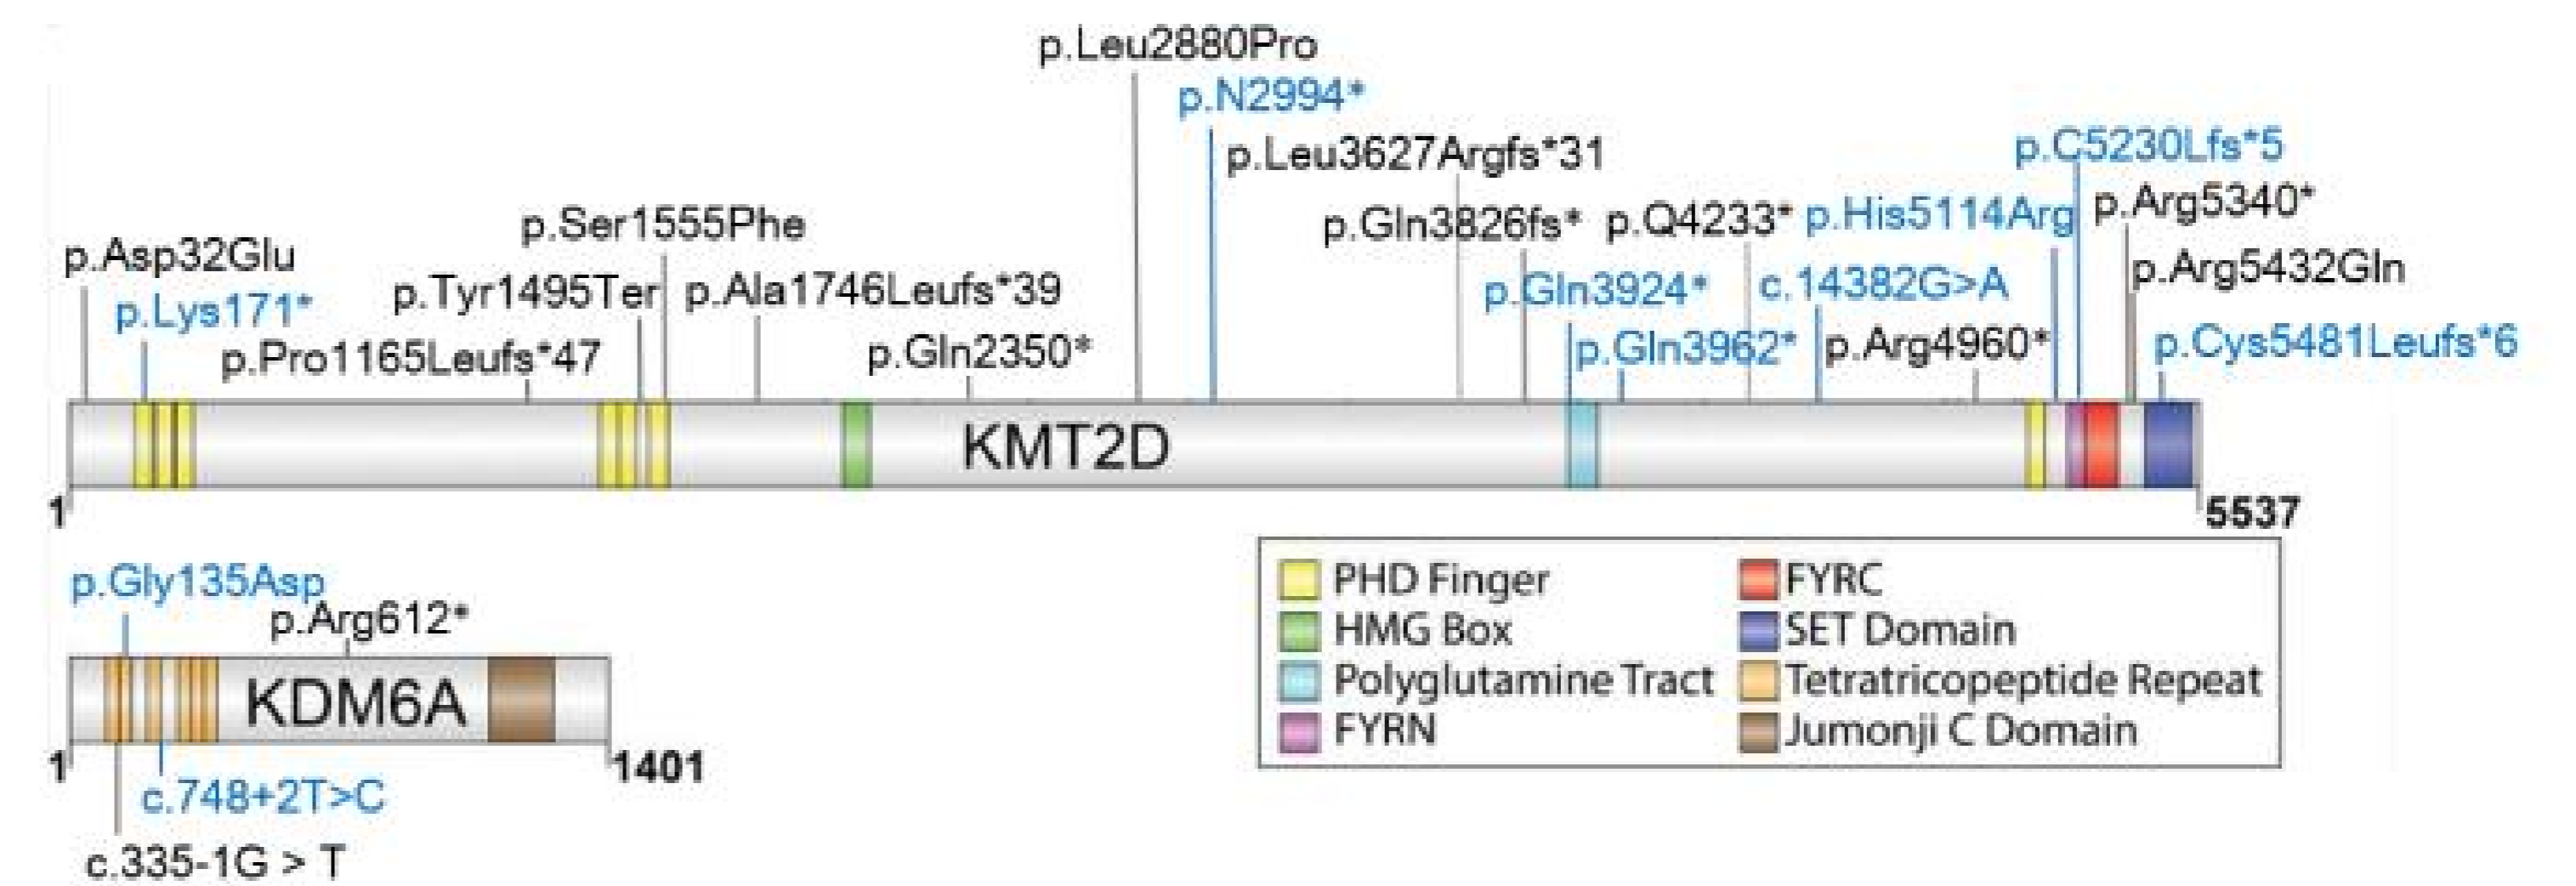 p.Leu2880Pro
p.N2994*
p.Leu3627Argfs*31
p.C5230Lfs*5
p.Ser1555Phe
p.Gln3826fs*
p.Q4233*
p.His5114Arg
p.Arg5340*
p.Asp32Glu
p.Lys171*
p.Tyr1495Ter
p.Ala1746Leufs*39
p.Gln3924*
c.14382G>A
p.Arg5432Gln
p.Pro1165Leufs*47
p.Gln2350*
p.Gln3962*
p.Arg4960*
p.Cys5481Leufs*6
KMT2D
1
5537
p.Gly135Asp
p.Arg612*
KDM6A
1
1401
c.748+2T>C
c.335-1G > T
PHD Finger
HMG Box
Polyglutamine Tract
FYRN
FYRC
SET Domain
Tetratricopeptide Repeat
Jumonji C Domain